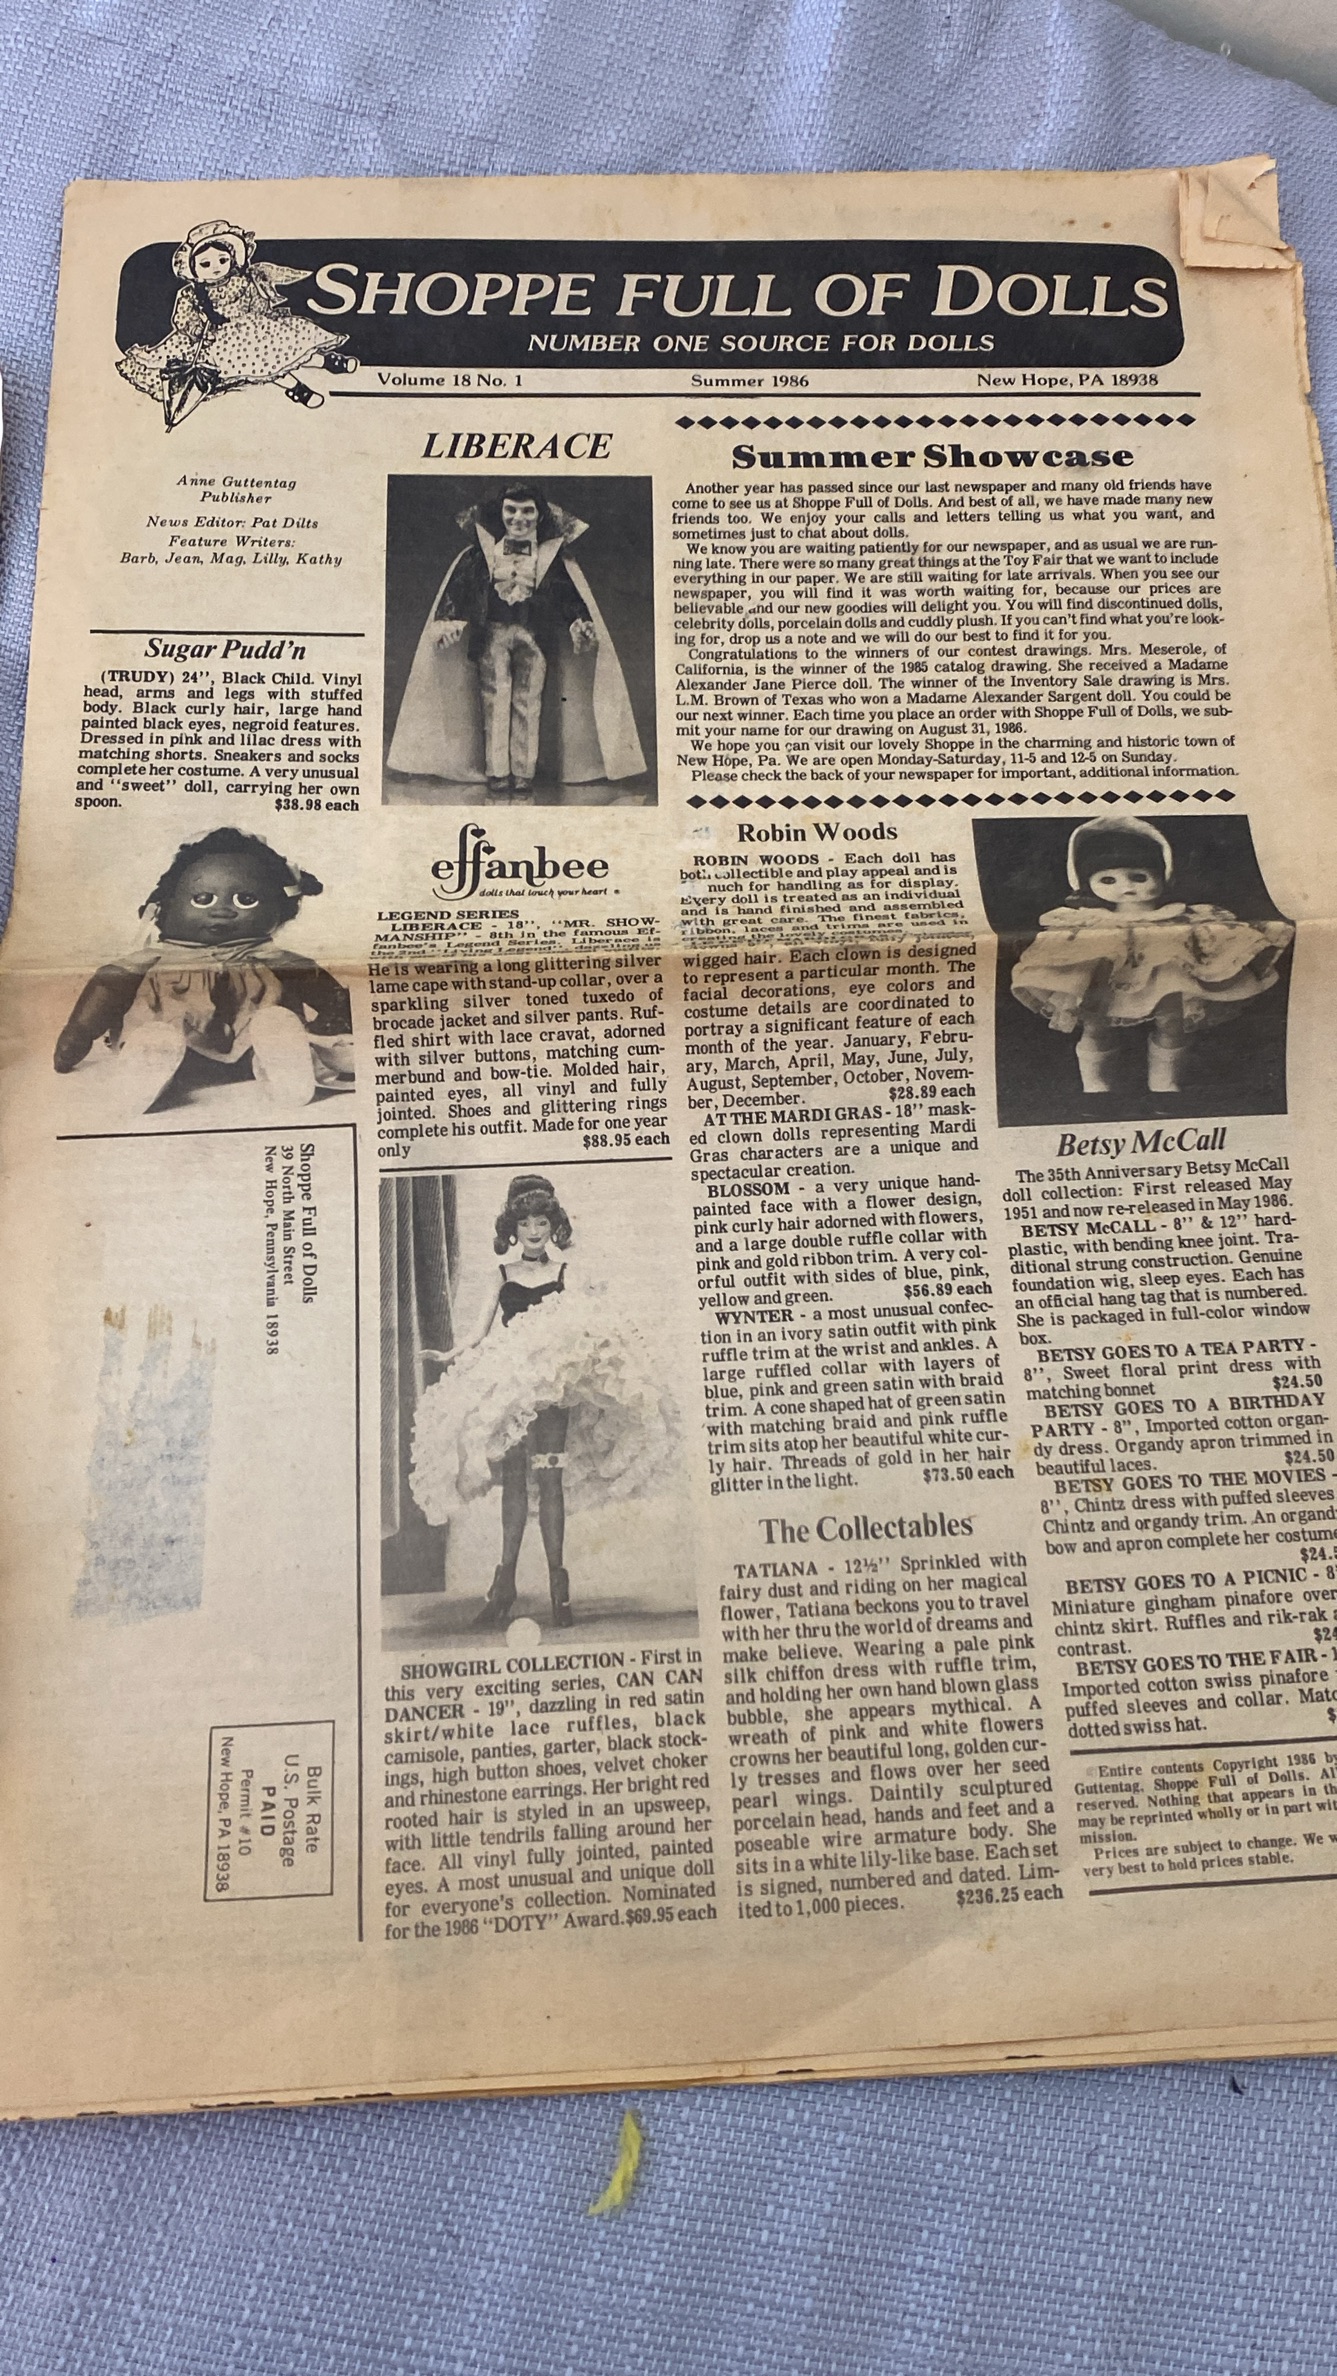 SHOPPE FULL OF DOLLS
NUMBER ONE SOURCE FOR DOLLS
Volume 18 No. 1
Summer 1986
New Hope, PA 18938
Anne Guttentag
Publisher
News Editor: Pat Dilts
Feature Writers:
Barb, Jean, Mag, Lilly, Kathy
Sugar Pudd'n
(TRUDY) 24'', Black Child. Vinyl
head, arms and legs with stuffed
body. Black curly hair, large hand
painted black eyes, negroid features.
Dressed in pink and lilac dress with
matching shorts. Sneakers and socks
complete her costume. A very unusual
and "sweet" doll, carrying her own
spoon. $38.98 each
Shoppe Full of Dolls
39 North Main Street
New Hope, Pennsylvania 18938
Bulk Rate
U.S. Postage
PAID
Permit #10
New Hope, PA 18938
LIBERACE
effanbee
dolls that touch your heart
LEGEND SERIES
LIBERACE - 18'', "MR. SHOW-
MANSHIP" - 8th in the famous Ef-
fanbee's Legend Series. Liberace is
the 2nd "Living Legend",
He is wearing a long glittering silver
lame cape with stand-up collar, over a
sparkling silver toned tuxedo of
brocade jacket and silver pants. Ruf-
fled shirt with lace cravat, adorned
with silver buttons, matching cum-
merbund and bow-tie. Molded hair,
painted eyes, all vinyl and fully
jointed. Shoes and glittering rings
complete his outfit. Made for one year
only $88.95 each
SHOWGIRL COLLECTION - First in
this very exciting series, CAN CAN
DANCER - 19'', dazzling in red satin
skirt/white lace ruffles, black
camisole, panties, garter, black stock-
ings, high button shoes, velvet choker
and rhinestone earrings. Her bright red
rooted hair is styled in an upsweep,
with little tendrils falling around her
face. All vinyl fully jointed, painted
eyes. A most unusual and unique doll
for everyone's collection. Nominated
for the 1986 "DOTY" Award.$69.95 each
Summer Showcase
Another year has passed since our last newspaper and many old friends have
come to see us at Shoppe Full of Dolls. And best of all, we have made many new
friends too. We enjoy your calls and letters telling us what you want, and
sometimes just to chat about dolls.
We know you are waiting patiently for our newspaper, and as usual we are run-
ning late. There were so many great things at the Toy Fair that we want to include
everything in our paper. We are still waiting for late arrivals. When you see our
newspaper, you will find it was worth waiting for, because our prices are
believable and our new goodies will delight you. You will find discontinued dolls,
celebrity dolls, porcelain dolls and cuddly plush. If you can't find what you're look-
ing for, drop us a note and we will do our best to find it for you.
Congratulations to the winners of our contest drawings. Mrs. Meserole, of
California, is the winner of the 1985 catalog drawing. She received a Madame
Alexander Jane Pierce doll. The winner of the Inventory Sale drawing is Mrs.
L.M. Brown of Texas who won a Madame Alexander Sargent doll. You could be
our next winner. Each time you place an order with Shoppe Full of Dolls, we sub-
mit your name for our drawing on August 31, 1986.
We hope you can visit our lovely Shoppe in the charming and historic town of
New Hope, Pa. We are open Monday-Saturday, 11-5 and 12-5 on Sunday.
Please check the back of your newspaper for important, additional information.
Robin Woods
ROBIN WOODS - Each doll has
both collectible and play appeal and is
much for handling as for display.
Every doll is treated as an individual
and is hand finished and assembled
with great care. The finest fabrics,
ribbon, laces and trims are used in
creating the lovely costumes.
wigged hair. Each clown is designed
to represent a particular month. The
facial decorations, eye colors and
costume details are coordinated to
portray a significant feature of each
month of the year. January, Febru-
ary, March, April, May, June, July,
August, September, October, Novem-
ber, December. $28.89 each
AT THE MARDI GRAS - 18'' mask-
ed clown dolls representing Mardi
Gras characters are a unique and
spectacular creation.
BLOSSOM - a very unique hand-
painted face with a flower design,
pink curly hair adorned with flowers,
and a large double ruffle collar with
pink and gold ribbon trim. A very col-
orful outfit with sides of blue, pink,
yellow and green. $56.89 each
WYNTER - a most unusual confec-
tion in an ivory satin outfit with pink
ruffle trim at the wrist and ankles. A
large ruffled collar with layers of
blue, pink and green satin with braid
trim. A cone shaped hat of green satin
with matching braid and pink ruffle
trim sits atop her beautiful white cur-
ly hair. Threads of gold in her hair
glitter in the light. $73.50 each
The Collectables
TATIANA - 12½'' Sprinkled with
fairy dust and riding on her magical
flower, Tatiana beckons you to travel
with her thru the world of dreams and
make believe. Wearing a pale pink
silk chiffon dress with ruffle trim,
and holding her own hand blown glass
bubble, she appears mythical. A
wreath of pink and white flowers
crowns her beautiful long, golden cur-
ly tresses and flows over her seed
pearl wings. Daintily sculptured
porcelain head, hands and feet and a
poseable wire armature body. She
sits in a white lily-like base. Each set
is signed, numbered and dated. Lim-
ited to 1,000 pieces. $236.25 each
Betsy McCall
The 35th Anniversary Betsy McCall
doll collection: First released May
1951 and now re-released in May 1986.
BETSY McCALL - 8'' & 12'' hard-
plastic, with bending knee joint. Tra-
ditional strung construction. Genuine
foundation wig, sleep eyes. Each has
an official hang tag that is numbered.
She is packaged in full-color window
box.
BETSY GOES TO A TEA PARTY -
8'', Sweet floral print dress with
matching bonnet $24.50
BETSY GOES TO A BIRTHDAY
PARTY - 8'', Imported cotton organ-
dy dress. Organdy apron trimmed in
beautiful laces. $24.50
BETSY GOES TO THE MOVIES -
8'', Chintz dress with puffed sleeves
Chintz and organdy trim. An organd
bow and apron complete her costume
$24.5
BETSY GOES TO A PICNIC - 8'
Miniature gingham pinafore over
chintz skirt. Ruffles and rik-rak
contrast. $24
BETSY GOES TO THE FAIR - 1
Imported cotton swiss pinafore
puffed sleeves and collar. Matc
dotted swiss hat. $
Entire contents Copyright 1986 by
Guttentag. Shoppe Full of Dolls. Al
reserved. Nothing that appears in th
may be reprinted wholly or in part wit
mission.
Prices are subject to change. We w
very best to hold prices stable.